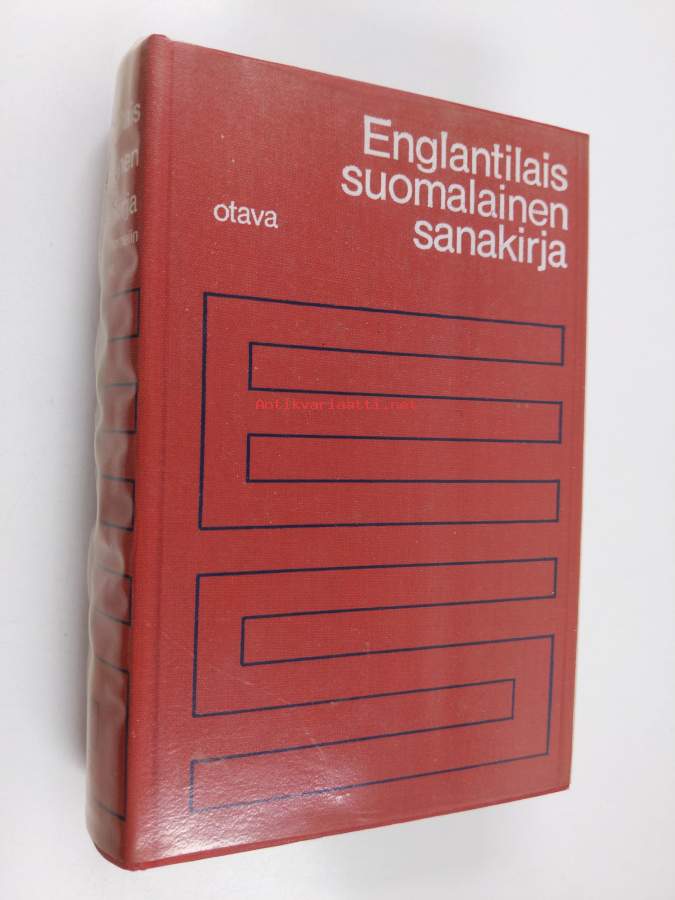 Englantilais
suomalainen
sanakirja
otava
Antikvariaatti.net